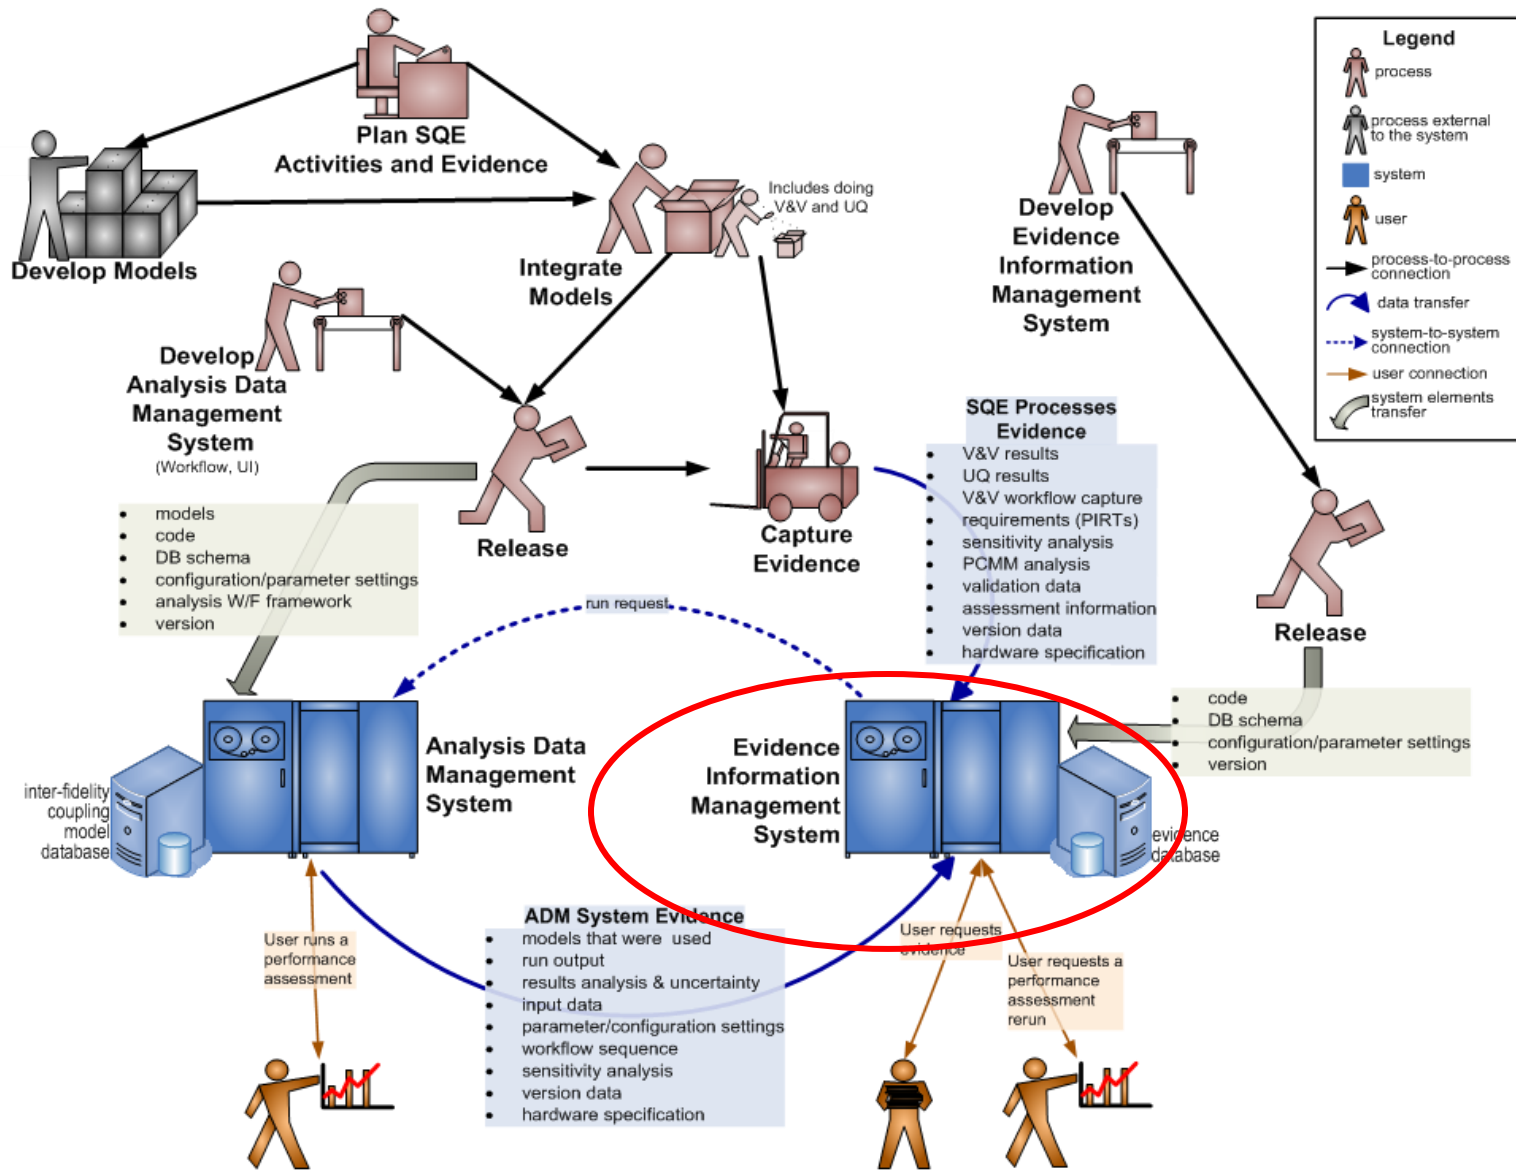 Plan SQE
Activities and Evidence
Develop Models
Integrate
Models
Includes doing
V&V and UQ
Develop
Evidence
Information
Management
System
Legend
process
process external
to the system
system
user
process-to-process
connection
data transfer
system-to-system
connection
user connection
system elements
transfer
Develop
Analysis Data
Management
System
(Workflow, UI)
Release
Capture
Evidence
SQE Processes
Evidence
• V&V results
• UQ results
• V&V workflow capture
• requirements (PIRTs)
• sensitivity analysis
• PCMM analysis
• validation data
• assessment information
• version data
• hardware specification
Release
• models
• code
• DB schema
• configuration/parameter settings
• analysis W/F framework
• version
run request
• code
• DB schema
• configuration/parameter settings
• version
Analysis Data
Management
System
inter-fidelity
coupling
model
database
Evidence
Information
Management
System
evidence
database
User runs a
performance
assessment
ADM System Evidence
• models that were used
• run output
• results analysis & uncertainty
• input data
• parameter/configuration settings
• workflow sequence
• sensitivity analysis
• version data
• hardware specification
User requests
evidence
User requests a
performance
assessment
rerun